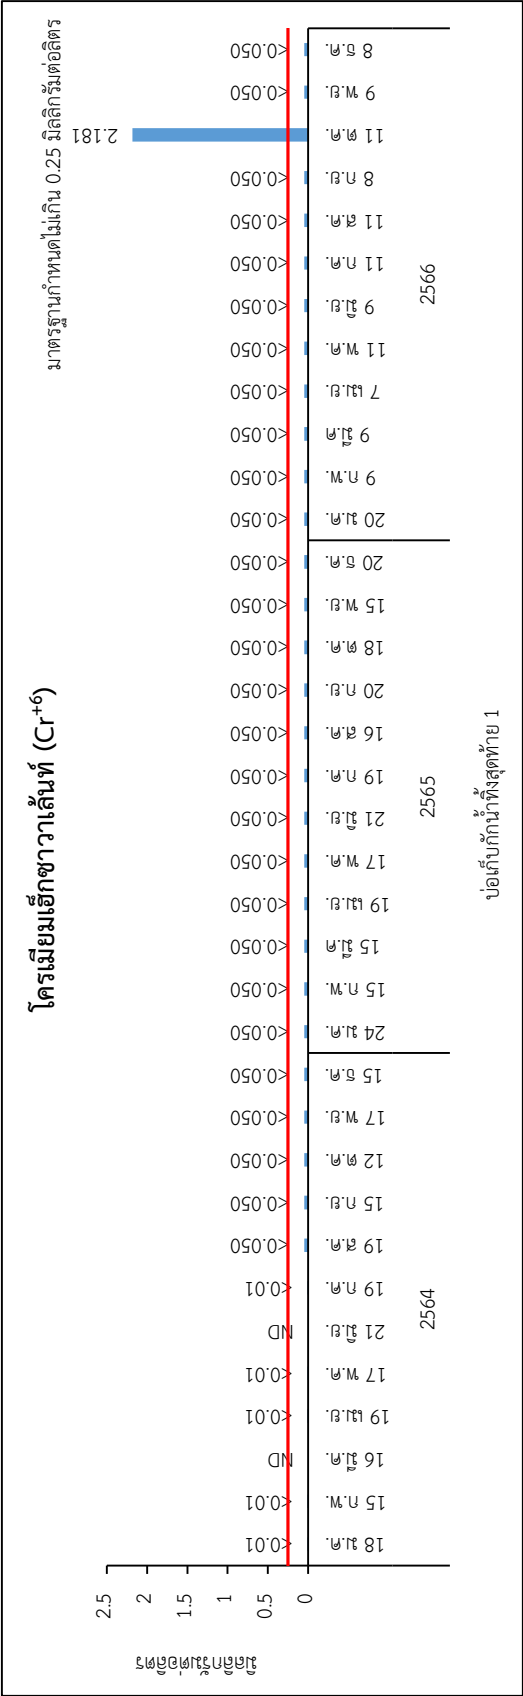 โครเมียมเฮ็กซาวาเล้นท์ (Cr⁺⁶)
มาตรฐานกำหนดไม่เกิน 0.25 มิลลิกรัมต่อลิตร
มิลลิกรัมต่อลิตร
2.5
2
1.5
1
0.5
0
<0.01 <0.01 ND <0.01 <0.01 ND <0.01 <0.050 <0.050 <0.050 <0.050 <0.050 <0.050 <0.050 <0.050 <0.050 <0.050 <0.050 <0.050 <0.050 <0.050 <0.050 <0.050 <0.050 <0.050 <0.050 <0.050 <0.050 <0.050 <0.050 <0.050 <0.050 <0.050 2.181 <0.050 <0.050
18 ม.ค. 15 ก.พ. 16 มี.ค. 19 เม.ย. 17 พ.ค. 21 มิ.ย. 19 ก.ค. 19 ส.ค. 15 ก.ย. 12 ต.ค. 17 พ.ย. 15 ธ.ค. 24 ม.ค. 15 ก.พ. 15 มี.ค 19 เม.ย. 17 พ.ค. 21 มิ.ย. 19 ก.ค. 16 ส.ค. 20 ก.ย. 18 ต.ค. 15 พ.ย. 20 ธ.ค. 20 ม.ค. 9 ก.พ. 9 มี.ค 7 เม.ย. 11 พ.ค. 9 มิ.ย. 11 ก.ค. 11 ส.ค. 8 ก.ย. 11 ต.ค. 9 พ.ย. 8 ธ.ค.
2564 2565 2566
บ่อเก็บกักน้ำทิ้งสุดท้าย 1